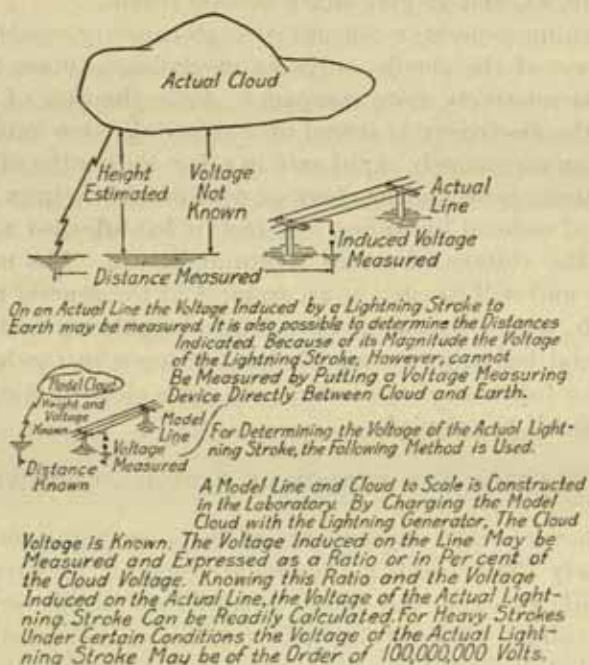 Actual Cloud
Height
Estimated
Voltage
Not
Known
Actual
Line
Induced Voltage
Measured
Distance Measured
On an Actual Line the Voltage Induced by a Lightning Stroke to
Earth may be measured. It is also possible to determine the Distances
Indicated. Because of its Magnitude the Voltage
of the Lightning Stroke, However, cannot
Be Measured by Putting a Voltage Measuring
Device Directly Between Cloud and Earth.
Model Cloud
Height and
Voltage
Known
Model
Line
Voltage
Measured
Distance
Known
For Determining the Voltage of the Actual Light-
ning Stroke, the Following Method is Used.
A Model Line and Cloud to Scale is Constructed
in the Laboratory. By Charging the Model
Cloud with the Lightning Generator, The Cloud
Voltage is Known. The Voltage Induced on the Line May be
Measured and Expressed as a Ratio or in Per cent of
the Cloud Voltage. Knowing this Ratio and the Voltage
Induced on the Actual Line, the Voltage of the Actual Light-
ning Stroke Can be Readily Calculated. For Heavy Strokes
Under Certain Conditions the Voltage of the Actual Light-
ning Stroke May be of the Order of 100,000,000 Volts.